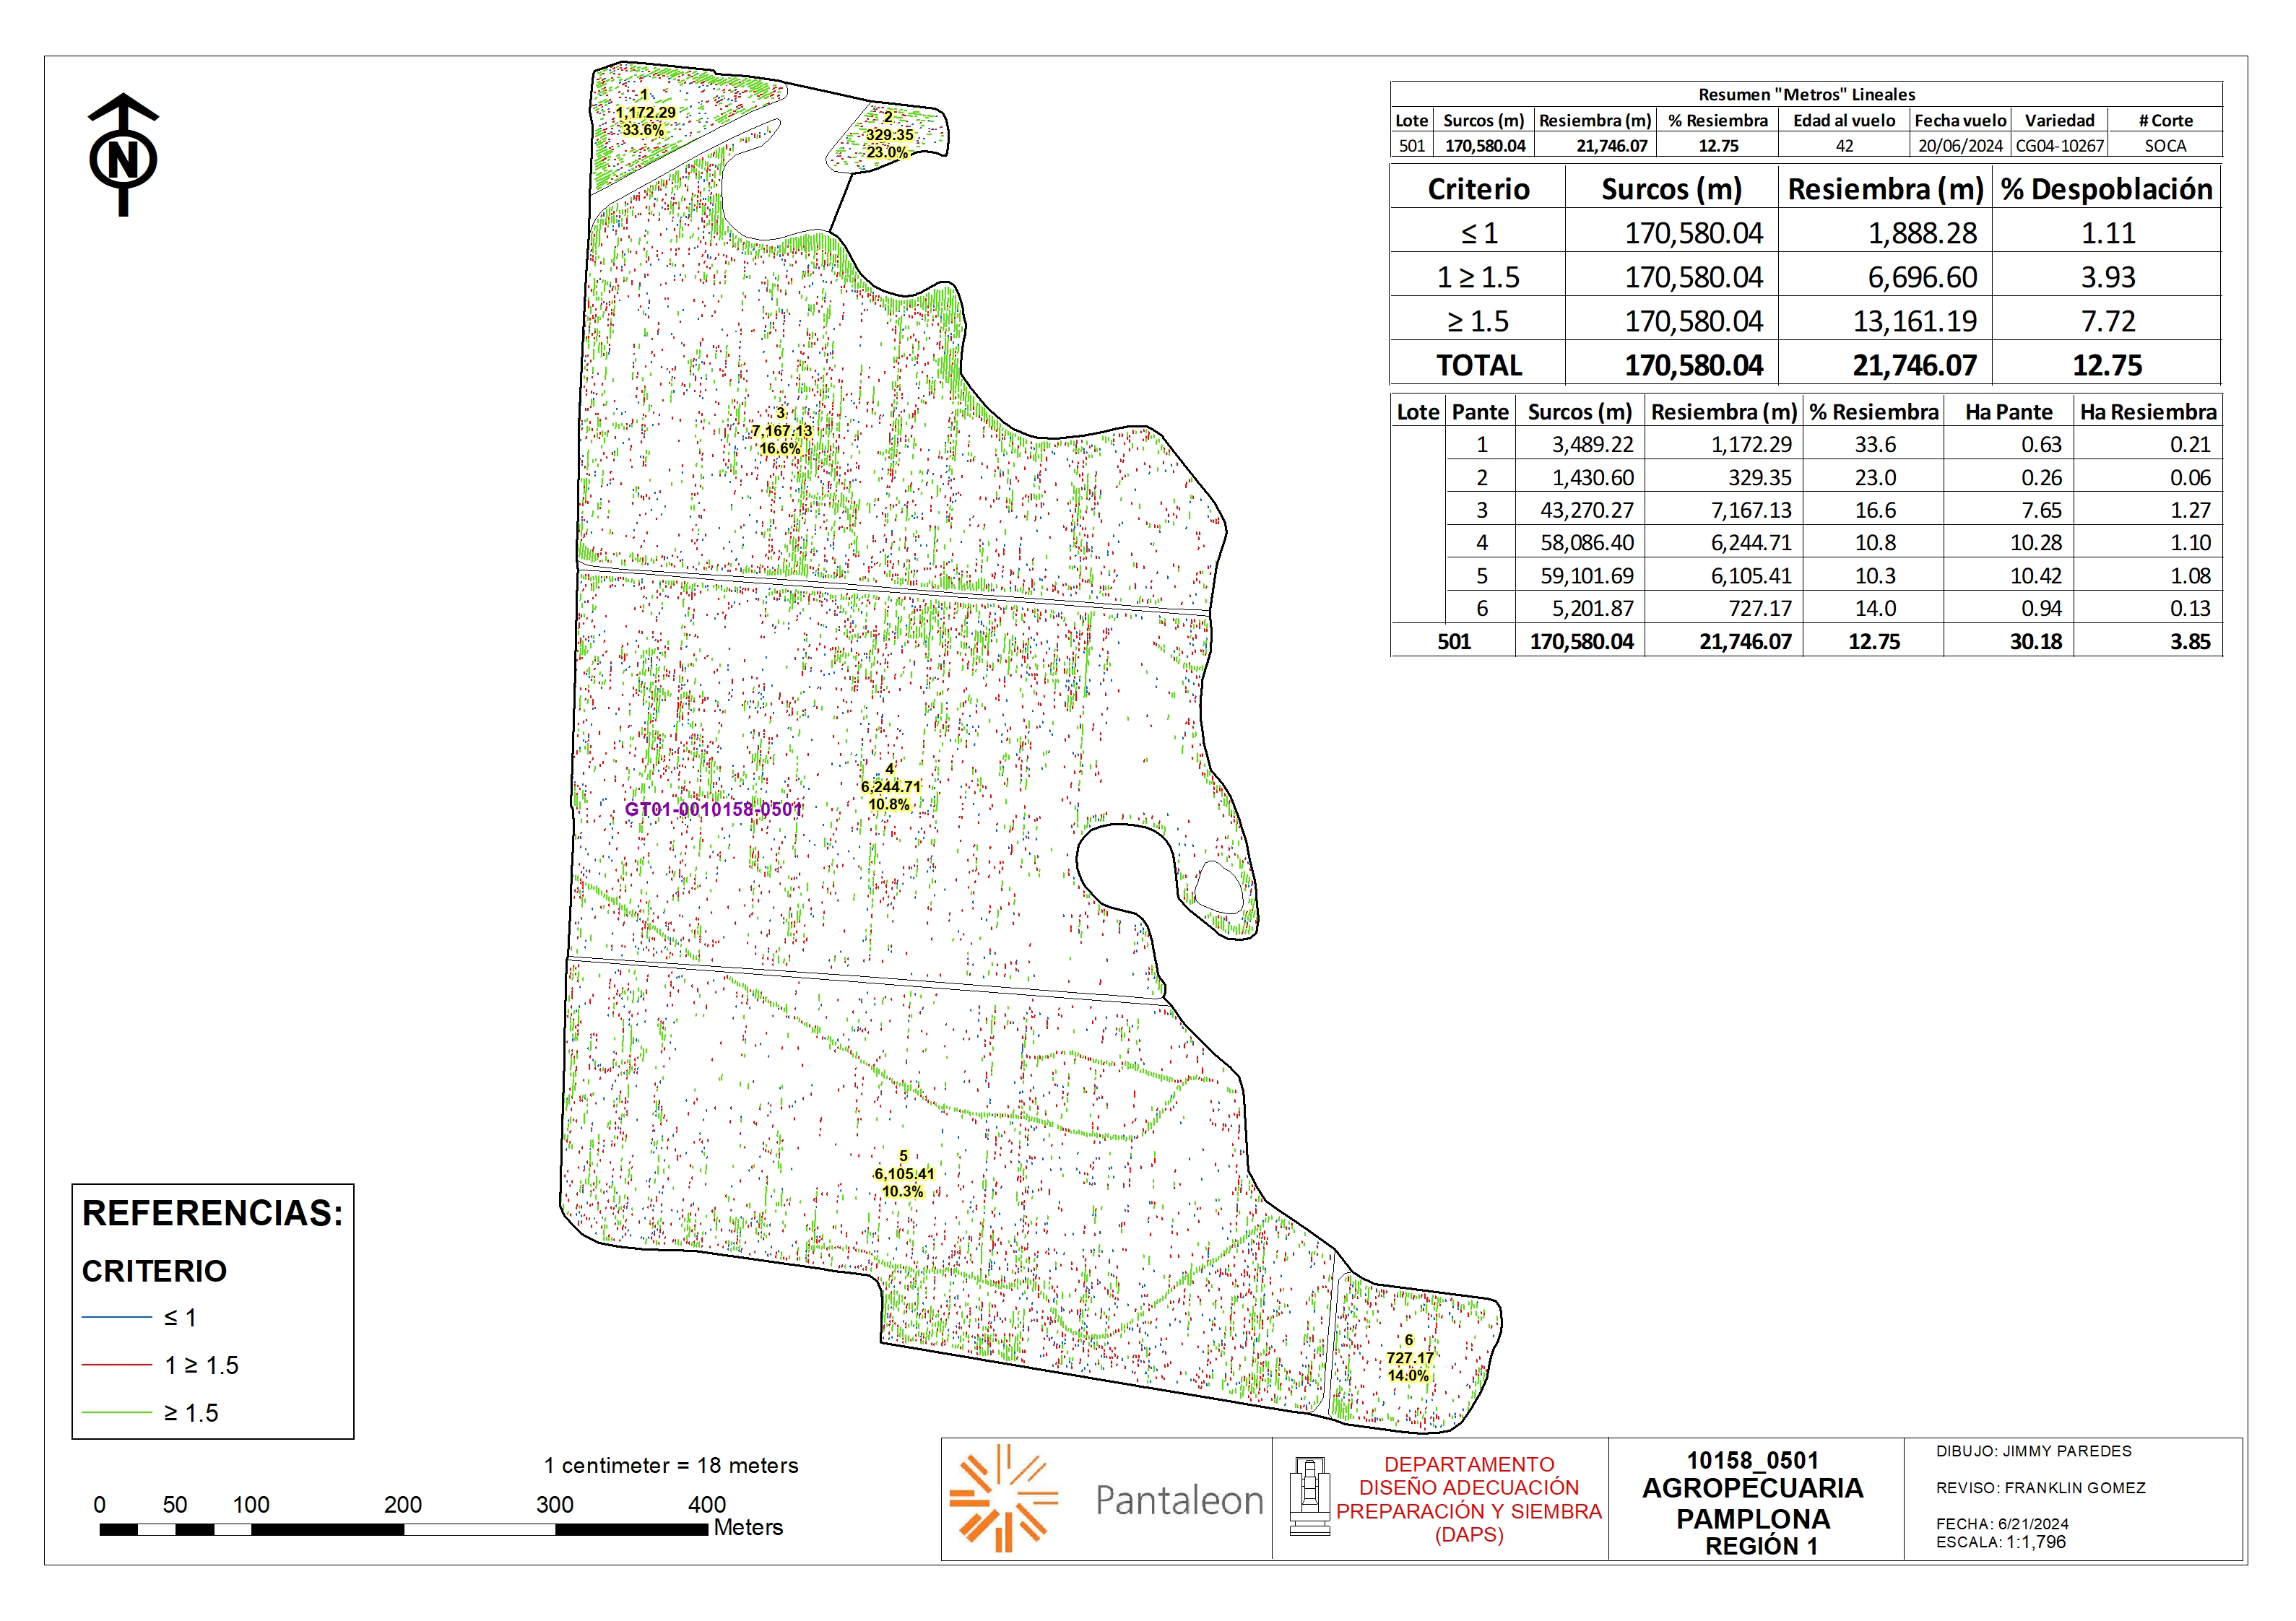 N
Resumen "Metros" Lineales
Lote Surcos (m) Resiembra (m) % Resiembra Edad al vuelo Fecha vuelo Variedad # Corte
501 170,580.04 21,746.07 12.75 42 20/06/2024 CG04-10267 SOCA
Criterio Surcos (m) Resiembra (m) % Despoblación
≤ 1 170,580.04 1,888.28 1.11
1 ≥ 1.5 170,580.04 6,696.60 3.93
≥ 1.5 170,580.04 13,161.19 7.72
TOTAL 170,580.04 21,746.07 12.75
Lote Pante Surcos (m) Resiembra (m) % Resiembra Ha Pante Ha Resiembra
1 3,489.22 1,172.29 33.6 0.63 0.21
2 1,430.60 329.35 23.0 0.26 0.06
3 43,270.27 7,167.13 16.6 7.65 1.27
4 58,086.40 6,244.71 10.8 10.28 1.10
5 59,101.69 6,105.41 10.3 10.42 1.08
6 5,201.87 727.17 14.0 0.94 0.13
501 170,580.04 21,746.07 12.75 30.18 3.85
1
1,172.29
33.6%
2
329.35
23.0%
3
7,167.13
16.6%
4
6,244.71
10.8%
GT01-0010158-0501
5
6,105.41
10.3%
6
727.17
14.0%
REFERENCIAS:
CRITERIO
≤ 1
1 ≥ 1.5
≥ 1.5
1 centimeter = 18 meters
0 50 100 200 300 400
Meters
Pantaleon
DEPARTAMENTO
DISEÑO ADECUACIÓN
PREPARACIÓN Y SIEMBRA
(DAPS)
10158_0501
AGROPECUARIA
PAMPLONA
REGIÓN 1
DIBUJO: JIMMY PAREDES
REVISO: FRANKLIN GOMEZ
FECHA: 6/21/2024
ESCALA: 1:1,796